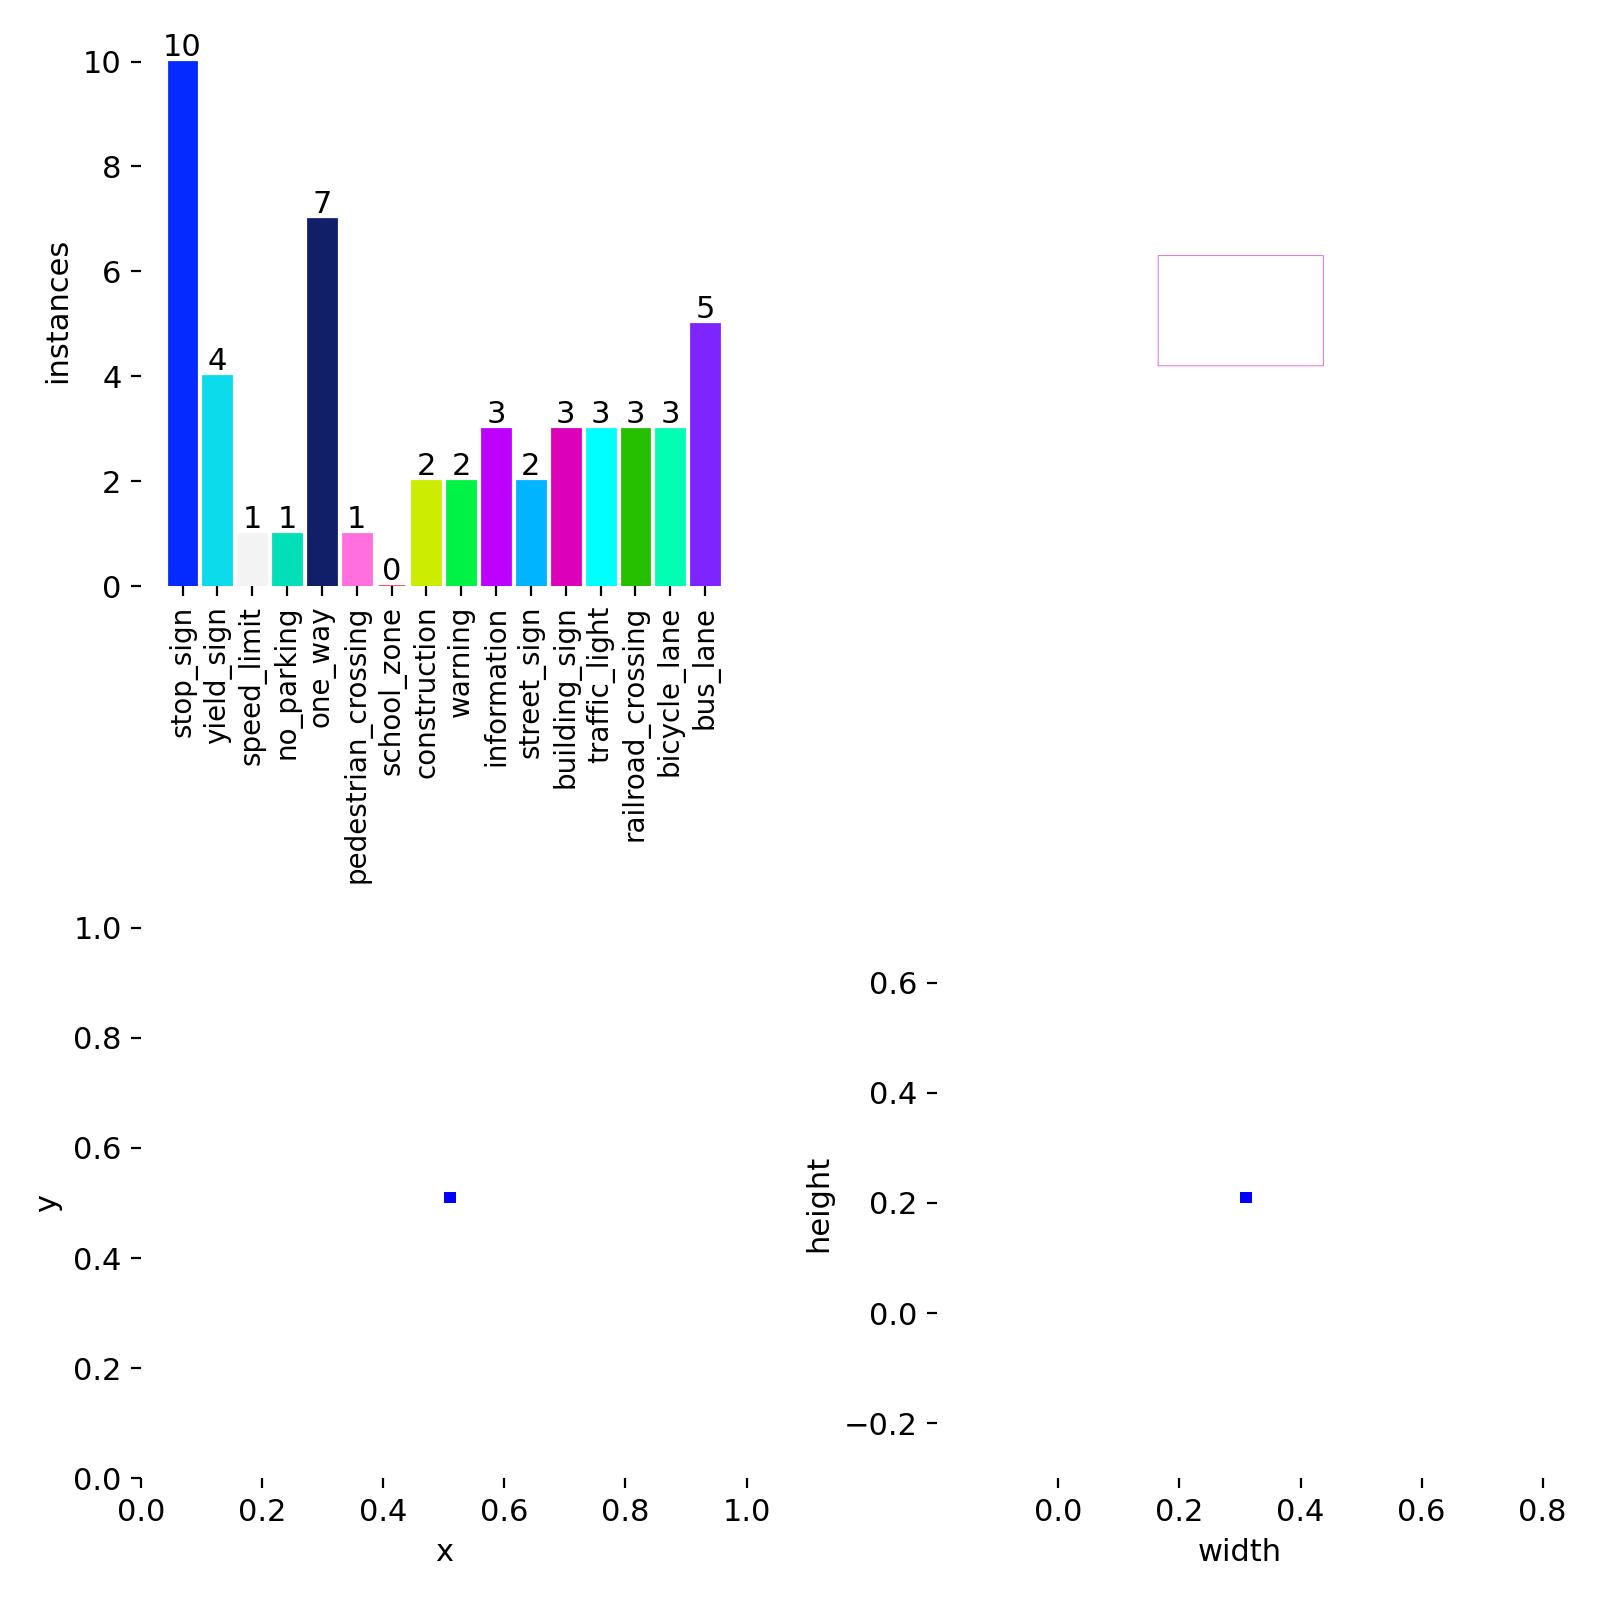 10
10
8
7
6
5
4
4
3
3
3
3
3
2
2
2
2
1
1
1
0
0
instances
stop_sign
yield_sign
speed_limit
no_parking
one_way
pedestrian_crossing
school_zone
construction
warning
information
street_sign
building_sign
traffic_light
railroad_crossing
bicycle_lane
bus_lane
1.0
0.8
0.6
0.4
0.2
0.0
y
0.0 0.2 0.4 0.6 0.8 1.0
x
0.6
0.4
0.2
0.0
−0.2
height
0.0 0.2 0.4 0.6 0.8
width